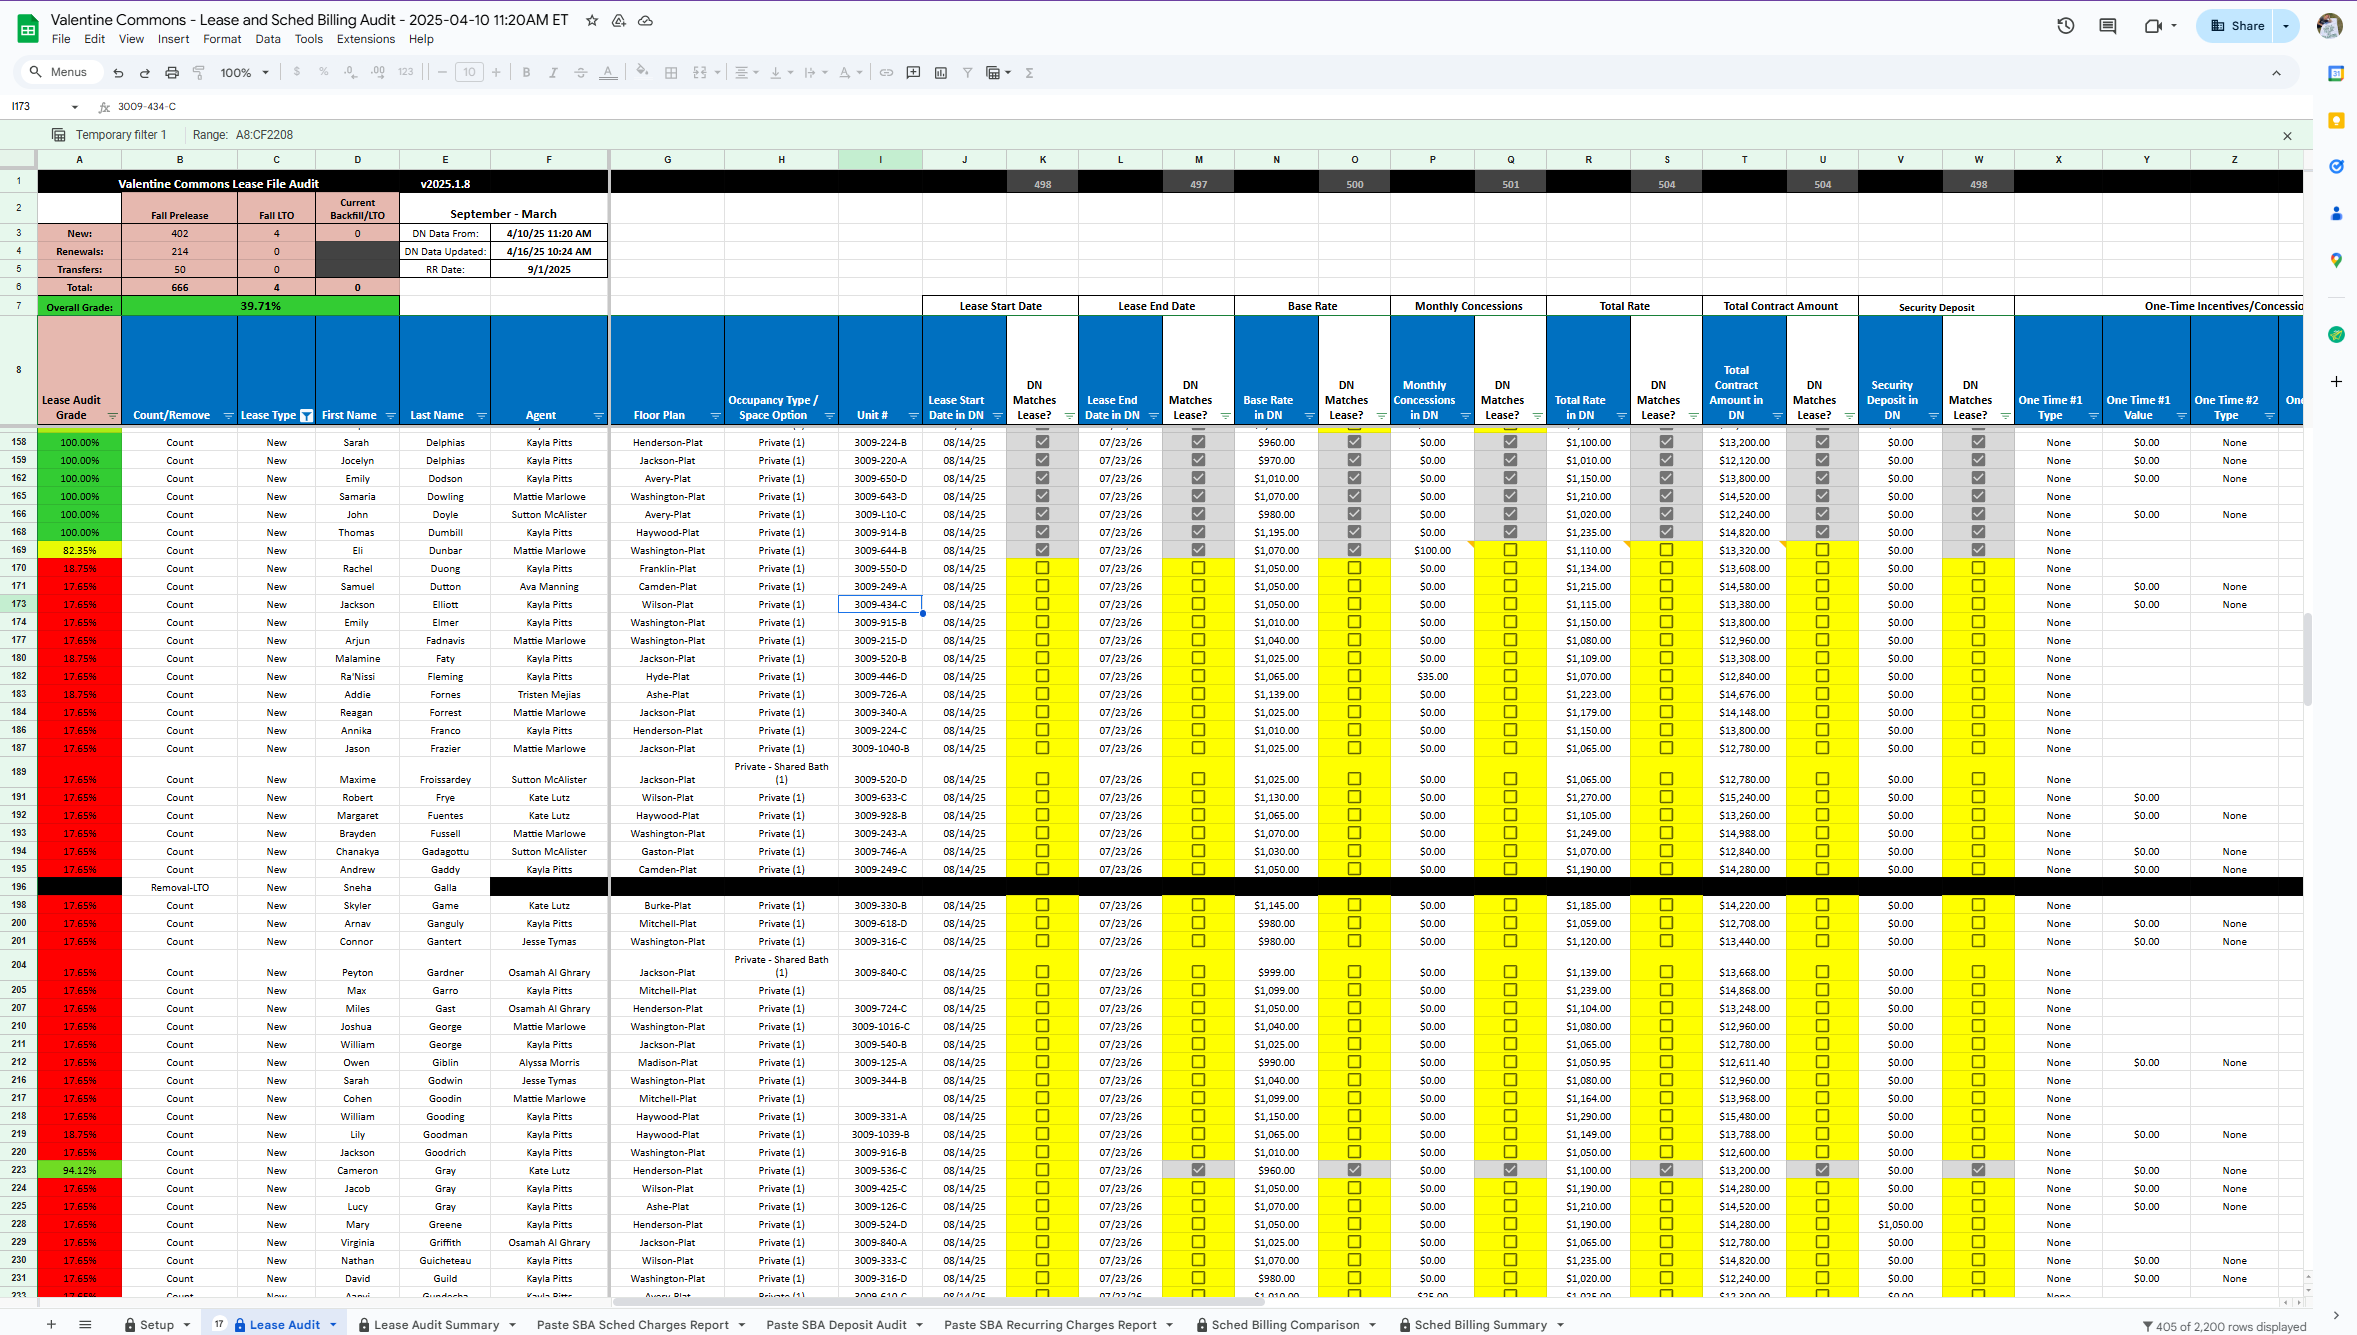 Valentine Commons - Lease and Sched Billing Audit - 2025-04-10 11:20AM ET
File Edit View Insert Format Data Tools Extensions Help
Share
Menus 100% $ % .0 .00 123 10 B I A
I173 fx 3009-434-C
Temporary filter 1 Range: A8:CF2208
A B C D E F G H I J K L M N O P Q R S T U V W X Y Z
1 Valentine Commons Lease File Audit v2025.1.8 498 497 500 501 504 504 498
2 Fall Prelease Fall LTO Current Backfill/LTO September - March
3 New: 402 4 0 DN Data From: 4/10/25 11:20 AM
4 Renewals: 214 0 DN Data Updated: 4/16/25 10:24 AM
5 Transfers: 50 0 RR Date: 9/1/2025
6 Total: 666 4 0
7 Overall Grade: 39.71% Lease Start Date Lease End Date Base Rate Monthly Concessions Total Rate Total Contract Amount Security Deposit One-Time Incentives/Concessio
8 Lease Audit Grade Count/Remove Lease Type First Name Last Name Agent Floor Plan Occupancy Type / Space Option Unit # Lease Start Date in DN DN Matches Lease? Lease End Date in DN DN Matches Lease? Base Rate in DN DN Matches Lease? Monthly Concessions in DN DN Matches Lease? Total Rate in DN DN Matches Lease? Total Contract Amount in DN DN Matches Lease? Security Deposit in DN DN Matches Lease? One Time #1 Type One Time #1 Value One Time #2 Type One
158 100.00% Count New Sarah Delphias Kayla Pitts Henderson-Plat Private (1) 3009-224-B 08/14/25 07/23/26 $960.00 $0.00 $1,100.00 $13,200.00 $0.00 None $0.00 None
159 100.00% Count New Jocelyn Delphias Kayla Pitts Jackson-Plat Private (1) 3009-220-A 08/14/25 07/23/26 $970.00 $0.00 $1,010.00 $12,120.00 $0.00 None $0.00 None
162 100.00% Count New Emily Dodson Kayla Pitts Avery-Plat Private (1) 3009-650-D 08/14/25 07/23/26 $1,010.00 $0.00 $1,150.00 $13,800.00 $0.00 None $0.00 None
165 100.00% Count New Samaria Dowling Mattie Marlowe Washington-Plat Private (1) 3009-643-D 08/14/25 07/23/26 $1,070.00 $0.00 $1,210.00 $14,520.00 $0.00 None
166 100.00% Count New John Doyle Sutton McAlister Avery-Plat Private (1) 3009-L10-C 08/14/25 07/23/26 $980.00 $0.00 $1,020.00 $12,240.00 $0.00 None $0.00 None
168 100.00% Count New Thomas Dumbill Kayla Pitts Haywood-Plat Private (1) 3009-914-B 08/14/25 07/23/26 $1,195.00 $0.00 $1,235.00 $14,820.00 $0.00 None
169 82.35% Count New Eli Dunbar Mattie Marlowe Washington-Plat Private (1) 3009-644-B 08/14/25 07/23/26 $1,070.00 $100.00 $1,110.00 $13,320.00 $0.00 None
170 18.75% Count New Rachel Duong Kayla Pitts Franklin-Plat Private (1) 3009-550-D 08/14/25 07/23/26 $1,050.00 $0.00 $1,134.00 $13,608.00 $0.00 None
171 17.65% Count New Samuel Dutton Ava Manning Camden-Plat Private (1) 3009-249-A 08/14/25 07/23/26 $1,050.00 $0.00 $1,215.00 $14,580.00 $0.00 None $0.00 None
173 17.65% Count New Jackson Elliott Kayla Pitts Wilson-Plat Private (1) 3009-434-C 08/14/25 07/23/26 $1,050.00 $0.00 $1,115.00 $13,380.00 $0.00 None $0.00 None
174 17.65% Count New Emily Elmer Kayla Pitts Washington-Plat Private (1) 3009-915-B 08/14/25 07/23/26 $1,010.00 $0.00 $1,150.00 $13,800.00 $0.00 None
177 17.65% Count New Arjun Fadnavis Mattie Marlowe Washington-Plat Private (1) 3009-215-D 08/14/25 07/23/26 $1,040.00 $0.00 $1,080.00 $12,960.00 $0.00 None
180 18.75% Count New Malamine Faty Kayla Pitts Jackson-Plat Private (1) 3009-520-B 08/14/25 07/23/26 $1,025.00 $0.00 $1,109.00 $13,308.00 $0.00 None
182 17.65% Count New Ra'Nissi Fleming Kayla Pitts Hyde-Plat Private (1) 3009-446-D 08/14/25 07/23/26 $1,065.00 $35.00 $1,070.00 $12,840.00 $0.00 None
183 18.75% Count New Addie Fornes Tristen Mejias Ashe-Plat Private (1) 3009-726-A 08/14/25 07/23/26 $1,139.00 $0.00 $1,223.00 $14,676.00 $0.00 None
184 17.65% Count New Reagan Forrest Mattie Marlowe Jackson-Plat Private (1) 3009-340-A 08/14/25 07/23/26 $1,025.00 $0.00 $1,179.00 $14,148.00 $0.00 None
186 17.65% Count New Annika Franco Kayla Pitts Henderson-Plat Private (1) 3009-224-C 08/14/25 07/23/26 $1,010.00 $0.00 $1,150.00 $13,800.00 $0.00 None
187 17.65% Count New Jason Frazier Mattie Marlowe Jackson-Plat Private (1) 3009-1040-B 08/14/25 07/23/26 $1,025.00 $0.00 $1,065.00 $12,780.00 $0.00 None
189 17.65% Count New Maxime Froissardey Sutton McAlister Jackson-Plat Private - Shared Bath (1) 3009-520-D 08/14/25 07/23/26 $1,025.00 $0.00 $1,065.00 $12,780.00 $0.00 None
191 17.65% Count New Robert Frye Kate Lutz Wilson-Plat Private (1) 3009-633-C 08/14/25 07/23/26 $1,130.00 $0.00 $1,270.00 $15,240.00 $0.00 None $0.00
192 17.65% Count New Margaret Fuentes Kate Lutz Haywood-Plat Private (1) 3009-928-B 08/14/25 07/23/26 $1,065.00 $0.00 $1,105.00 $13,260.00 $0.00 None $0.00 None
193 17.65% Count New Brayden Fussell Mattie Marlowe Washington-Plat Private (1) 3009-243-A 08/14/25 07/23/26 $1,070.00 $0.00 $1,249.00 $14,988.00 $0.00 None
194 17.65% Count New Chanakya Gadagottu Sutton McAlister Gaston-Plat Private (1) 3009-746-A 08/14/25 07/23/26 $1,030.00 $0.00 $1,070.00 $12,840.00 $0.00 None $0.00 None
195 17.65% Count New Andrew Gaddy Kayla Pitts Camden-Plat Private (1) 3009-249-C 08/14/25 07/23/26 $1,050.00 $0.00 $1,190.00 $14,280.00 $0.00 None $0.00 None
196 Removal-LTO New Sneha Galla
198 17.65% Count New Skyler Game Kate Lutz Burke-Plat Private (1) 3009-330-B 08/14/25 07/23/26 $1,145.00 $0.00 $1,185.00 $14,220.00 $0.00 None
200 17.65% Count New Arnav Ganguly Kayla Pitts Mitchell-Plat Private (1) 3009-618-D 08/14/25 07/23/26 $980.00 $0.00 $1,059.00 $12,708.00 $0.00 None $0.00 None
201 17.65% Count New Connor Gantert Jesse Tymas Washington-Plat Private (1) 3009-316-C 08/14/25 07/23/26 $980.00 $0.00 $1,120.00 $13,440.00 $0.00 None $0.00 None
204 17.65% Count New Peyton Gardner Osamah Al Ghrary Jackson-Plat Private - Shared Bath (1) 3009-840-C 08/14/25 07/23/26 $999.00 $0.00 $1,139.00 $13,668.00 $0.00 None
205 17.65% Count New Max Garro Kayla Pitts Mitchell-Plat Private (1) 08/14/25 07/23/26 $1,099.00 $0.00 $1,239.00 $14,868.00 $0.00 None
207 17.65% Count New Miles Gast Osamah Al Ghrary Henderson-Plat Private (1) 3009-724-C 08/14/25 07/23/26 $1,050.00 $0.00 $1,104.00 $13,248.00 $0.00 None
210 17.65% Count New Joshua George Mattie Marlowe Washington-Plat Private (1) 3009-1016-C 08/14/25 07/23/26 $1,040.00 $0.00 $1,080.00 $12,960.00 $0.00 None
211 17.65% Count New William George Kayla Pitts Jackson-Plat Private (1) 3009-540-B 08/14/25 07/23/26 $1,025.00 $0.00 $1,065.00 $12,780.00 $0.00 None
212 17.65% Count New Owen Giblin Alyssa Morris Madison-Plat Private (1) 3009-125-A 08/14/25 07/23/26 $990.00 $0.00 $1,050.95 $12,611.40 $0.00 None $0.00 None
216 17.65% Count New Sarah Godwin Jesse Tymas Washington-Plat Private (1) 3009-344-B 08/14/25 07/23/26 $1,040.00 $0.00 $1,080.00 $12,960.00 $0.00 None
217 17.65% Count New Cohen Goodin Mattie Marlowe Mitchell-Plat Private (1) 08/14/25 07/23/26 $1,099.00 $0.00 $1,164.00 $13,968.00 $0.00 None
218 17.65% Count New William Gooding Kayla Pitts Haywood-Plat Private (1) 3009-331-A 08/14/25 07/23/26 $1,150.00 $0.00 $1,290.00 $15,480.00 $0.00 None
219 18.75% Count New Lily Goodman Kayla Pitts Haywood-Plat Private (1) 3009-1039-B 08/14/25 07/23/26 $1,065.00 $0.00 $1,149.00 $13,788.00 $0.00 None $0.00 None
220 17.65% Count New Jackson Goodrich Kayla Pitts Washington-Plat Private (1) 3009-916-B 08/14/25 07/23/26 $1,010.00 $0.00 $1,050.00 $12,600.00 $0.00 None
223 94.12% Count New Cameron Gray Kate Lutz Henderson-Plat Private (1) 3009-536-C 08/14/25 07/23/26 $960.00 $0.00 $1,100.00 $13,200.00 $0.00 None $0.00 None
224 17.65% Count New Jacob Gray Kayla Pitts Wilson-Plat Private (1) 3009-425-C 08/14/25 07/23/26 $1,050.00 $0.00 $1,190.00 $14,280.00 $0.00 None $0.00 None
225 17.65% Count New Lucy Gray Kayla Pitts Ashe-Plat Private (1) 3009-126-C 08/14/25 07/23/26 $1,070.00 $0.00 $1,210.00 $14,520.00 $0.00 None $0.00 None
228 17.65% Count New Mary Greene Kayla Pitts Henderson-Plat Private (1) 3009-524-D 08/14/25 07/23/26 $1,050.00 $0.00 $1,190.00 $14,280.00 $1,050.00 None
229 17.65% Count New Virginia Griffith Osamah Al Ghrary Jackson-Plat Private (1) 3009-840-A 08/14/25 07/23/26 $1,025.00 $0.00 $1,065.00 $12,780.00 $0.00 None
230 17.65% Count New Nathan Guicheteau Kayla Pitts Wilson-Plat Private (1) 3009-333-C 08/14/25 07/23/26 $1,070.00 $0.00 $1,235.00 $14,820.00 $0.00 None $0.00 None
231 17.65% Count New David Guild Kayla Pitts Washington-Plat Private (1) 3009-316-D 08/14/25 07/23/26 $980.00 $0.00 $1,020.00 $12,240.00 $0.00 None $0.00 None
Setup 17 Lease Audit Lease Audit Summary Paste SBA Sched Charges Report Paste SBA Deposit Audit Paste SBA Recurring Charges Report Sched Billing Comparison Sched Billing Summary 405 of 2,200 rows displayed